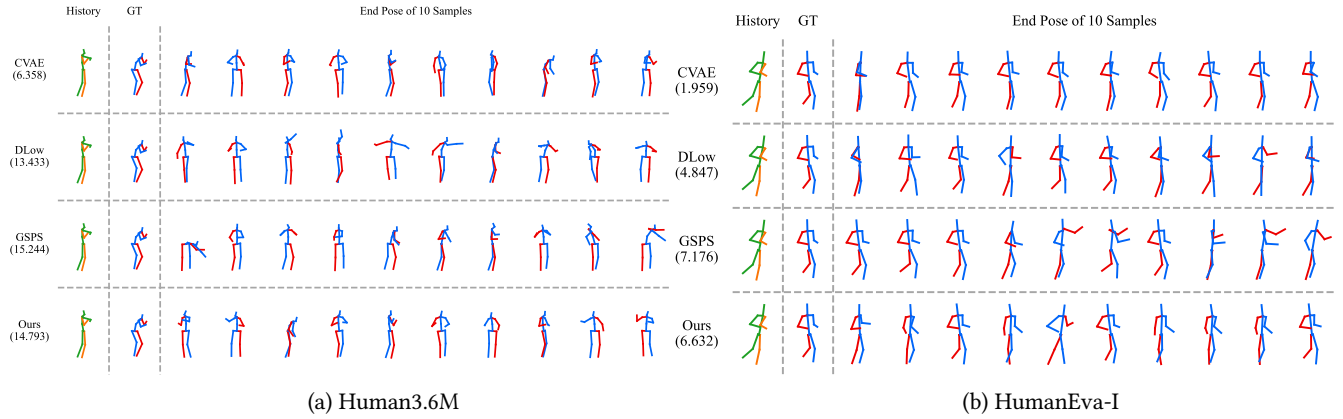 History GT End Pose of 10 Samples
CVAE
(6.358)
DLow
(13.433)
GSPS
(15.244)
Ours
(14.793)
(a) Human3.6M
History GT End Pose of 10 Samples
CVAE
(1.959)
DLow
(4.847)
GSPS
(7.176)
Ours
(6.632)
(b) HumanEva-I